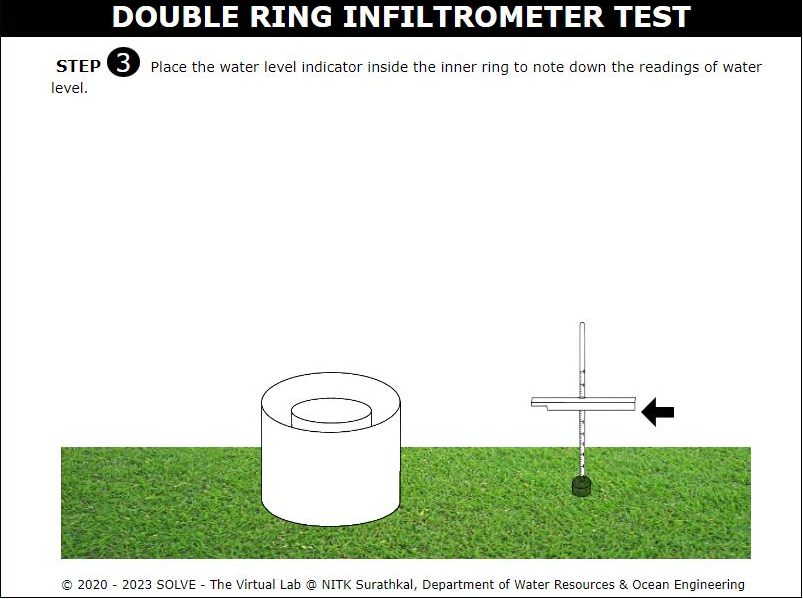 DOUBLE RING INFILTROMETER TEST
STEP 3 Place the water level indicator inside the inner ring to note down the readings of water
level.
© 2020 - 2023 SOLVE - The Virtual Lab @ NITK Surathkal, Department of Water Resources & Ocean Engineering